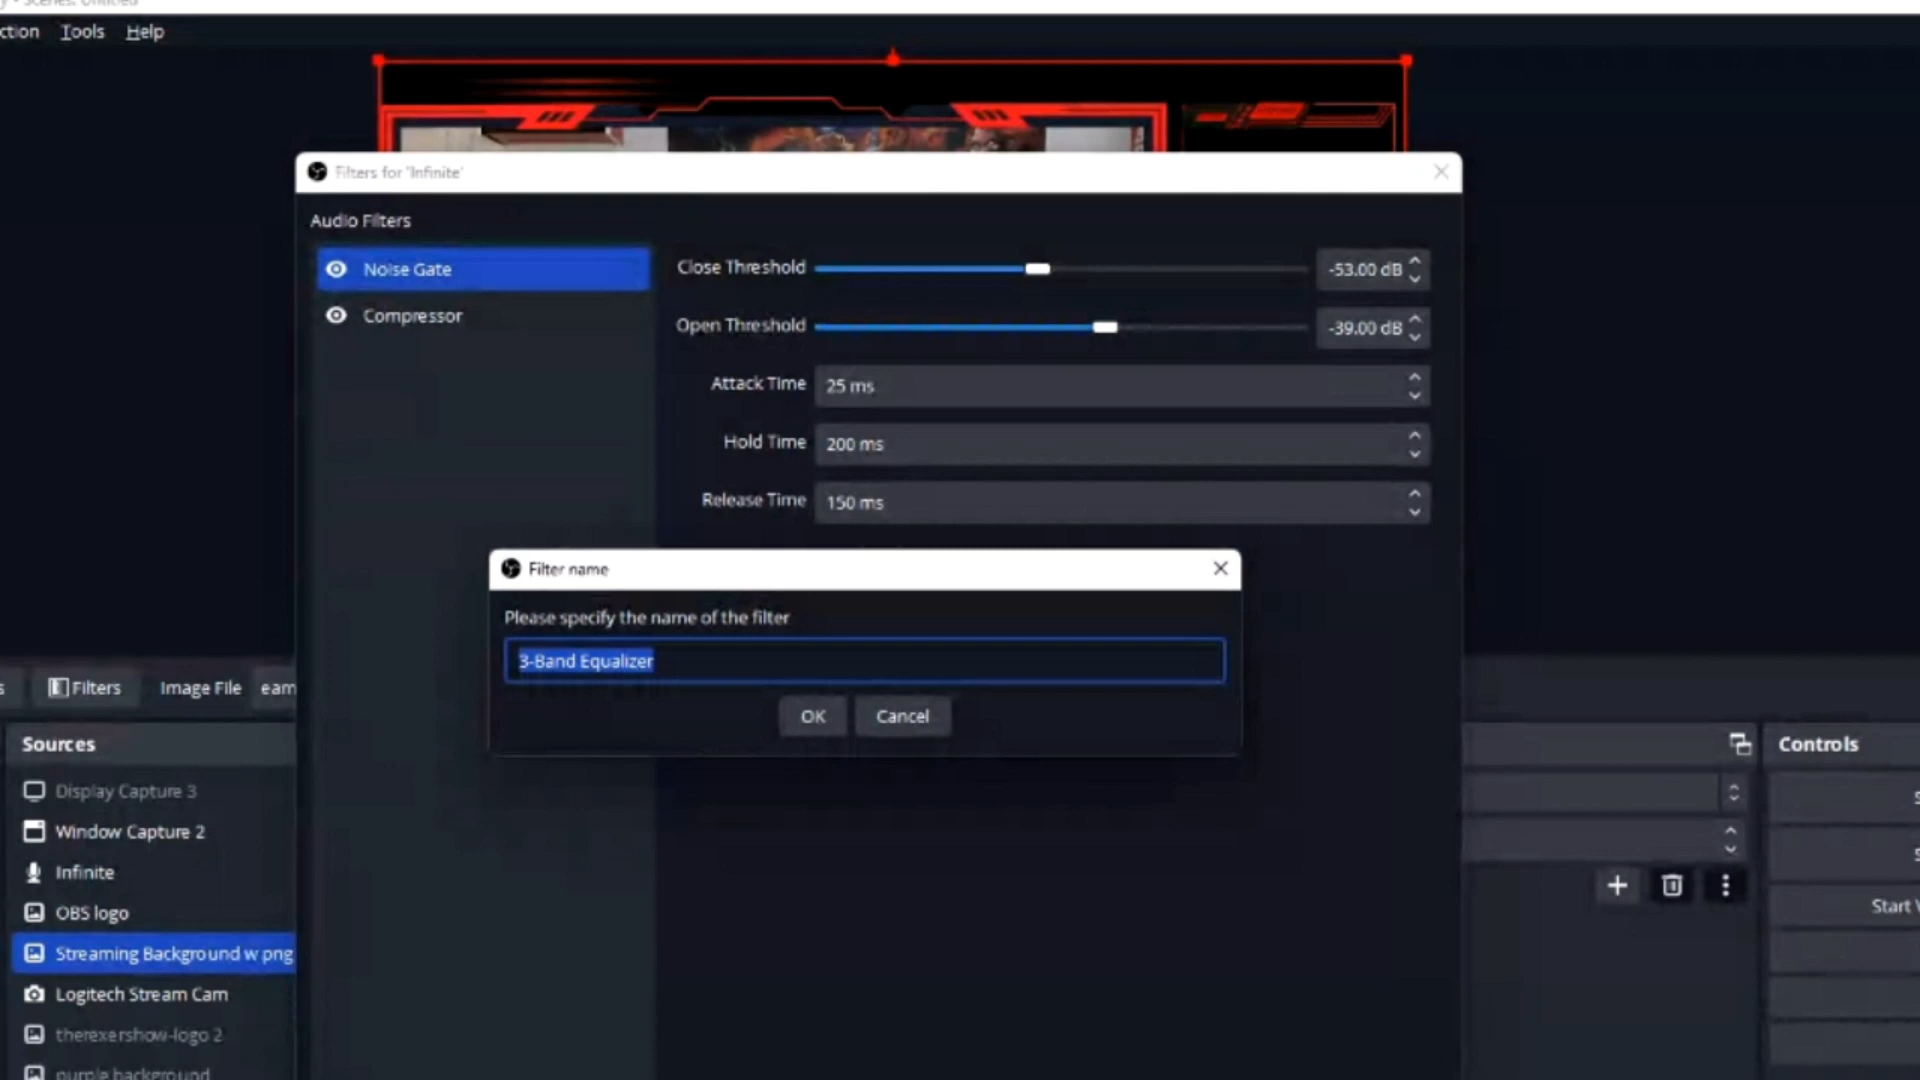 Scenes: Untitled
ction Tools Help
Filters for 'Infinite'
Audio Filters
Noise Gate
Compressor
Close Threshold -53.00 dB
Open Threshold -39.00 dB
Attack Time 25 ms
Hold Time 200 ms
Release Time 150 ms
Filter name
Please specify the name of the filter
3-Band Equalizer
OK Cancel
s Filters Image File eam
Sources
Display Capture 3
Window Capture 2
Infinite
OBS logo
Streaming Background w png
Logitech Stream Cam
therexershow-logo 2
purple background
Controls
S
S
Start V